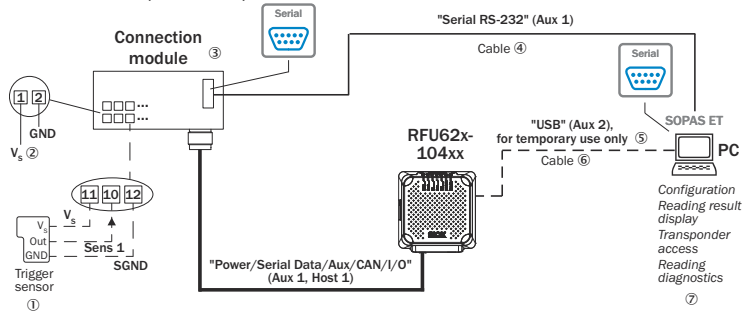 Serial
"Serial RS-232" (Aux 1)
Connection
module ③
Cable ④
Serial
1 2
GND
Vs ②
SOPAS ET
"USB" (Aux 2),
for temporary use only ⑤
Cable ⑥
RFU62x-
104xx
PC
11 10 12
Vs
Vs
Out
GND
Sens 1
SGND
Trigger
sensor
①
SICK
"Power/Serial Data/Aux/CAN/I/O"
(Aux 1, Host 1)
Configuration
Reading result
display
Transponder
access
Reading
diagnostics
⑦